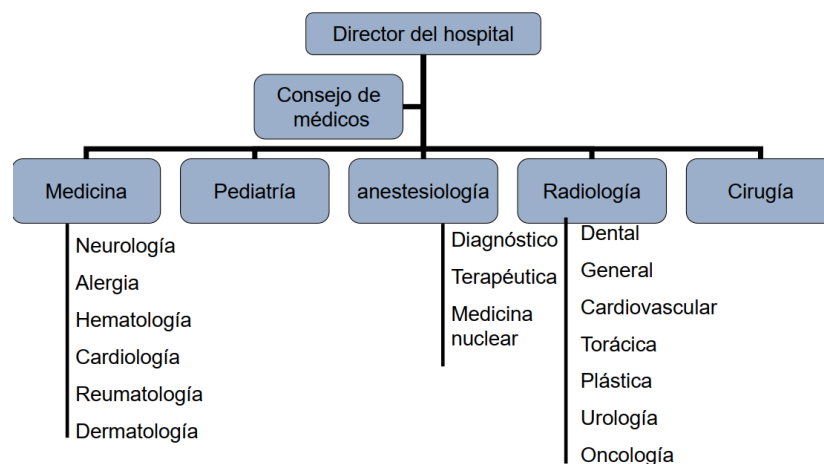 Director del hospital
Consejo de
médicos
Medicina
Pediatría
anestesiología
Radiología
Cirugía
Neurología
Alergia
Hematología
Cardiología
Reumatología
Dermatología
Diagnóstico
Terapéutica
Medicina
nuclear
Dental
General
Cardiovascular
Torácica
Plástica
Urología
Oncología